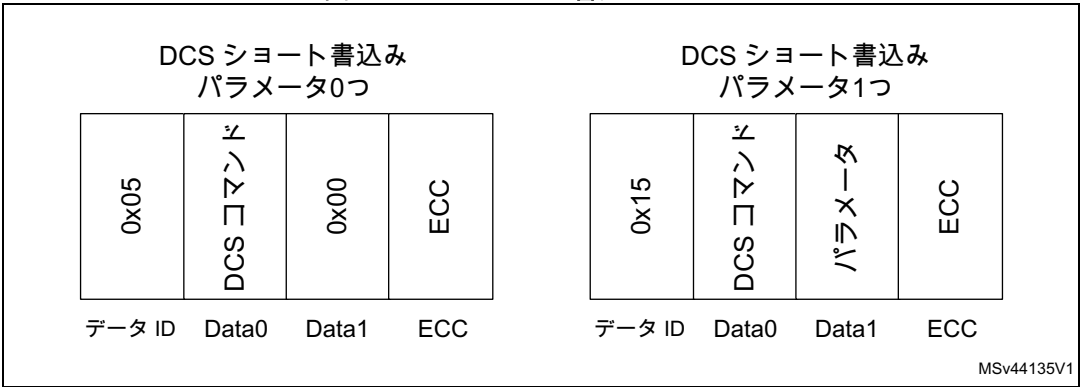 DCS ショート書込み
パラメータ0つ
0x05
DCS コマンド
0x00
ECC
データ ID
Data0
Data1
ECC
DCS ショート書込み
パラメータ1つ
0x15
DCS コマンド
パラメータ
ECC
データ ID
Data0
Data1
ECC
MSv44135V1